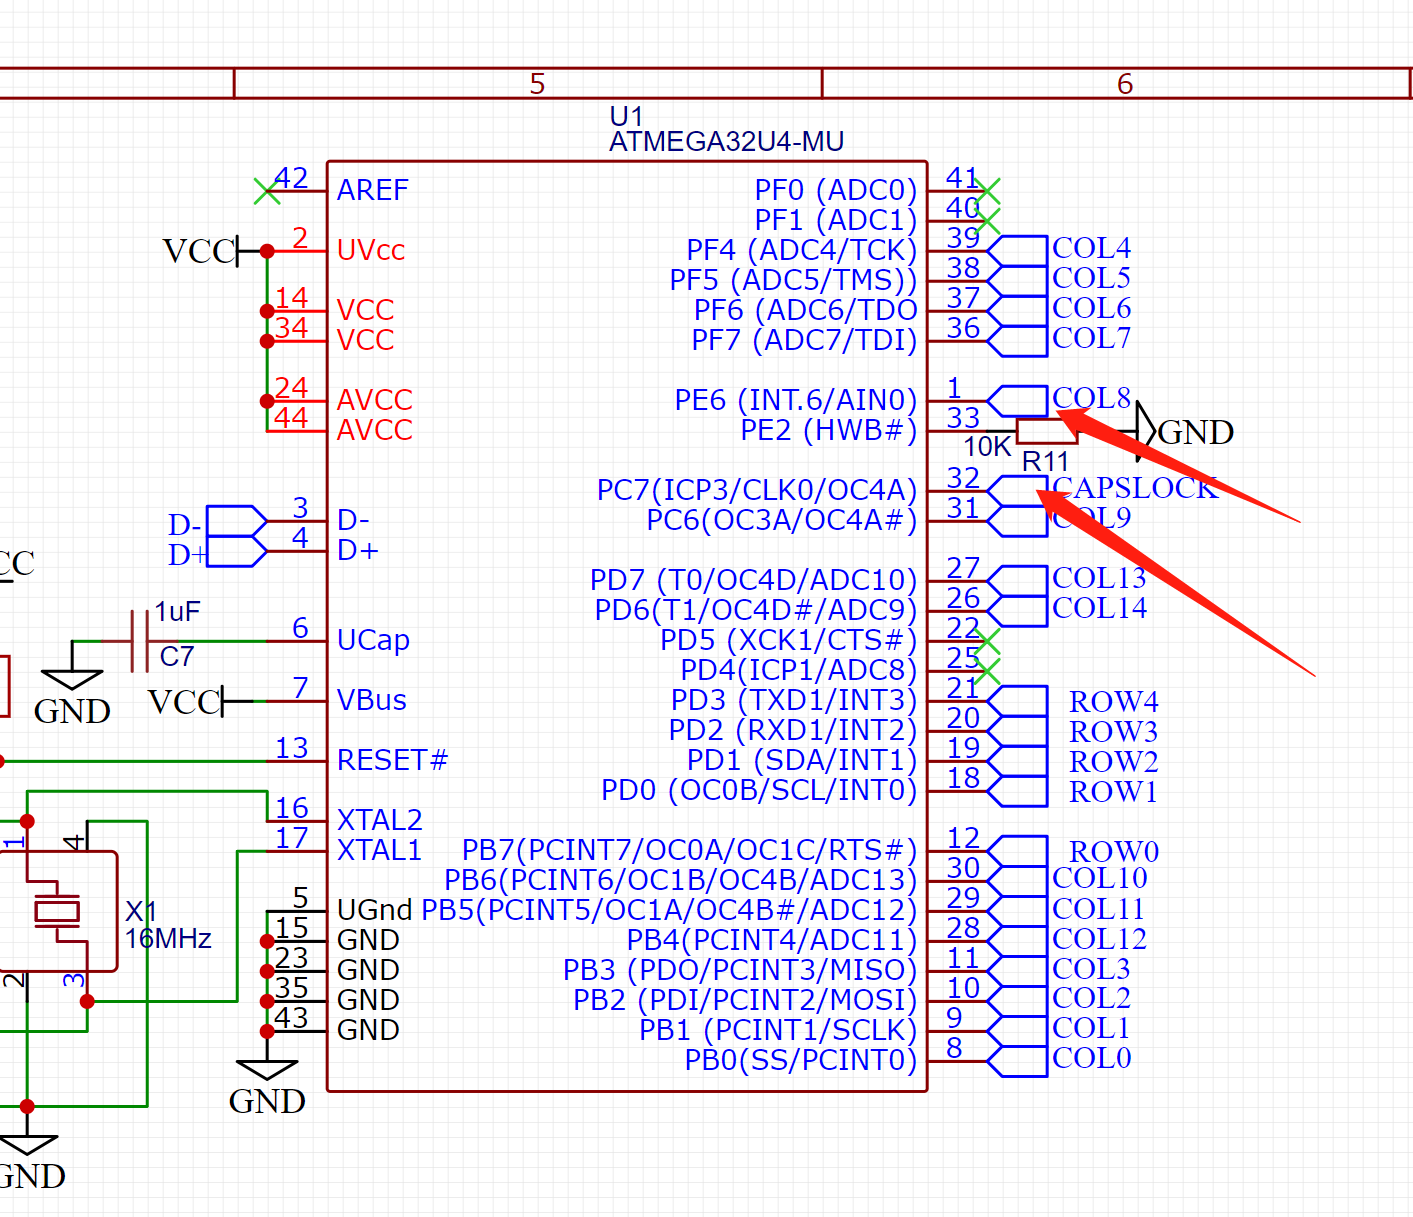 5
6
U1
ATMEGA32U4-MU
42 AREF
VCC 2 UVcc
14 VCC
34 VCC
24 AVCC
44 AVCC
D- 3 D-
D+ 4 D+
CC
1uF
C7
6 UCap
GND
VCC 7 VBus
13 RESET#
16 XTAL2
17 XTAL1
1
4
X1
16MHz
2
3
5 UGnd
15 GND
23 GND
35 GND
43 GND
GND
GND
PF0 (ADC0) 41
PF1 (ADC1) 40
PF4 (ADC4/TCK) 39 COL4
PF5 (ADC5/TMS)) 38 COL5
PF6 (ADC6/TDO 37 COL6
PF7 (ADC7/TDI) 36 COL7
PE6 (INT.6/AIN0) 1 COL8
PE2 (HWB#) 33 GND
10K
R11
PC7(ICP3/CLK0/OC4A) 32 CAPSLOCK
PC6(OC3A/OC4A#) 31 COL9
PD7 (T0/OC4D/ADC10) 27 COL13
PD6(T1/OC4D#/ADC9) 26 COL14
PD5 (XCK1/CTS#) 22
PD4(ICP1/ADC8) 25
PD3 (TXD1/INT3) 21 ROW4
PD2 (RXD1/INT2) 20 ROW3
PD1 (SDA/INT1) 19 ROW2
PD0 (OC0B/SCL/INT0) 18 ROW1
PB7(PCINT7/OC0A/OC1C/RTS#) 12 ROW0
PB6(PCINT6/OC1B/OC4B/ADC13) 30 COL10
PB5(PCINT5/OC1A/OC4B#/ADC12) 29 COL11
PB4(PCINT4/ADC11) 28 COL12
PB3 (PDO/PCINT3/MISO) 11 COL3
PB2 (PDI/PCINT2/MOSI) 10 COL2
PB1 (PCINT1/SCLK) 9 COL1
PB0(SS/PCINT0) 8 COL0